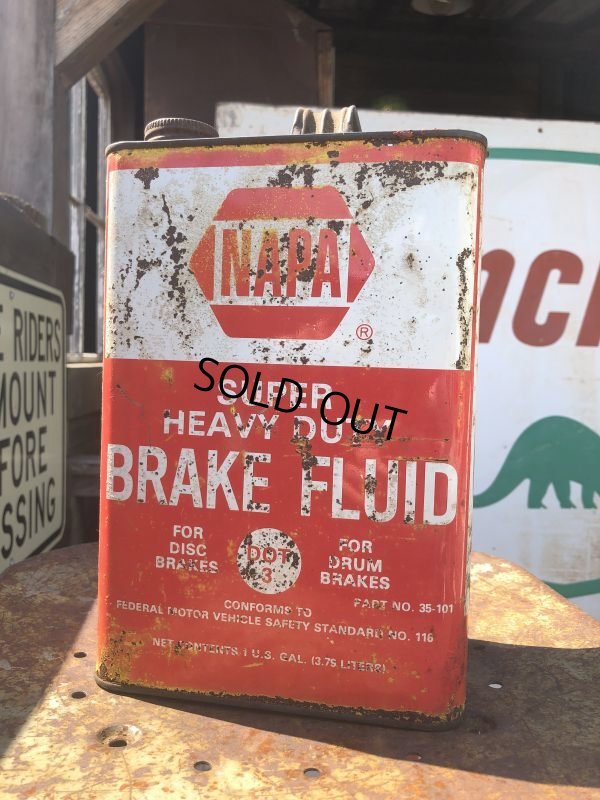 NAPA
®
SUPER
HEAVY DUTY
SOLD OUT
BRAKE FLUID
FOR
DISC
BRAKES
DOT
3
FOR
DRUM
BRAKES
PART NO. 35-101
CONFORMS TO
FEDERAL MOTOR VEHICLE SAFETY STANDARD NO. 116
NET CONTENTS 1 U.S. GAL. (3.75 LITERS)
E RIDERS
MOUNT
FORE
SSING
ncl